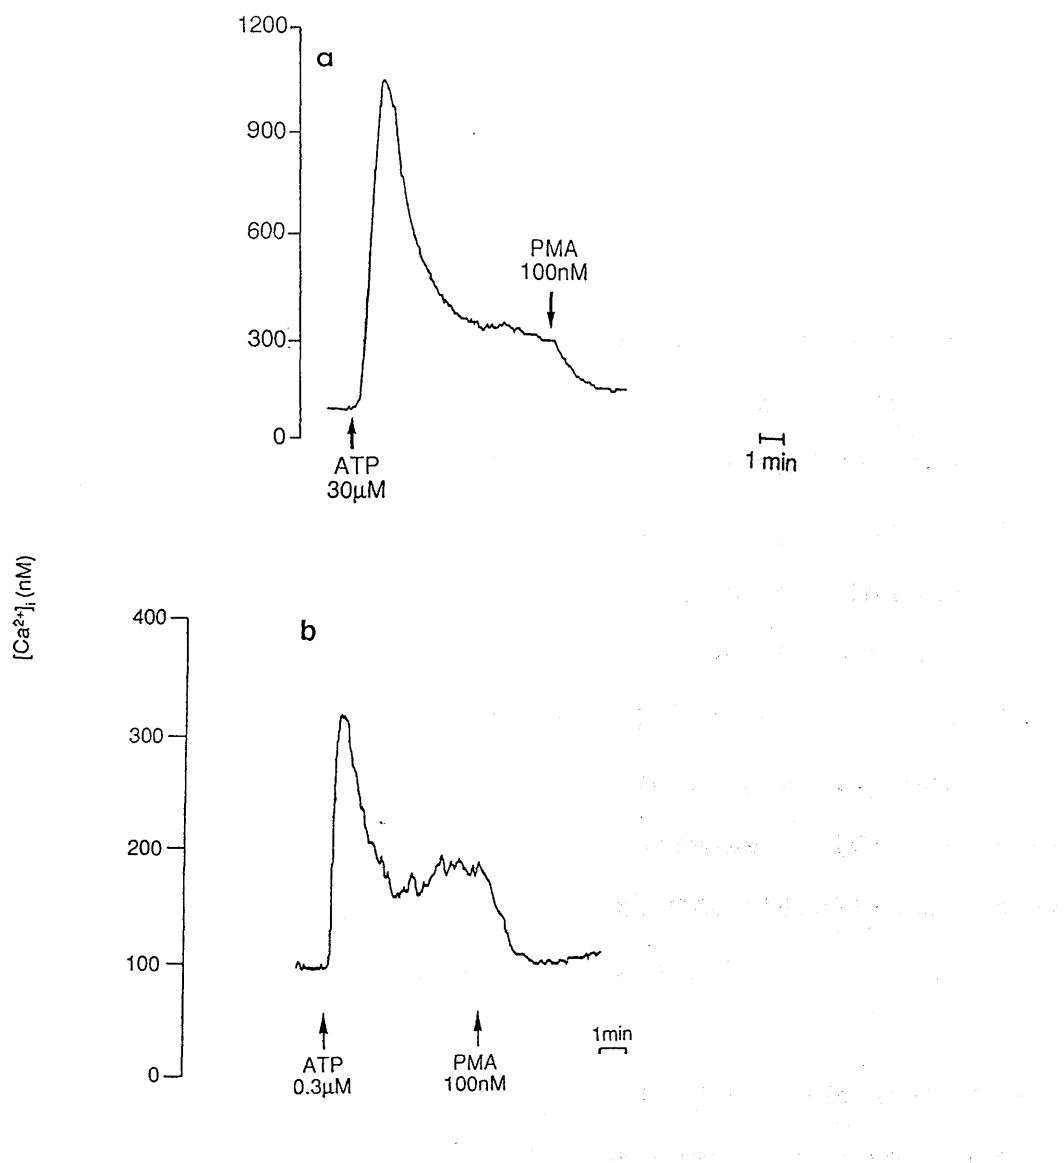 1200
a
900
600
PMA
100nM
300
0
1 min
ATP
30µM
[Ca²⁺]ᵢ (nM)
400
b
300
200
100
1min
ATP
0.3µM
PMA
100nM
0